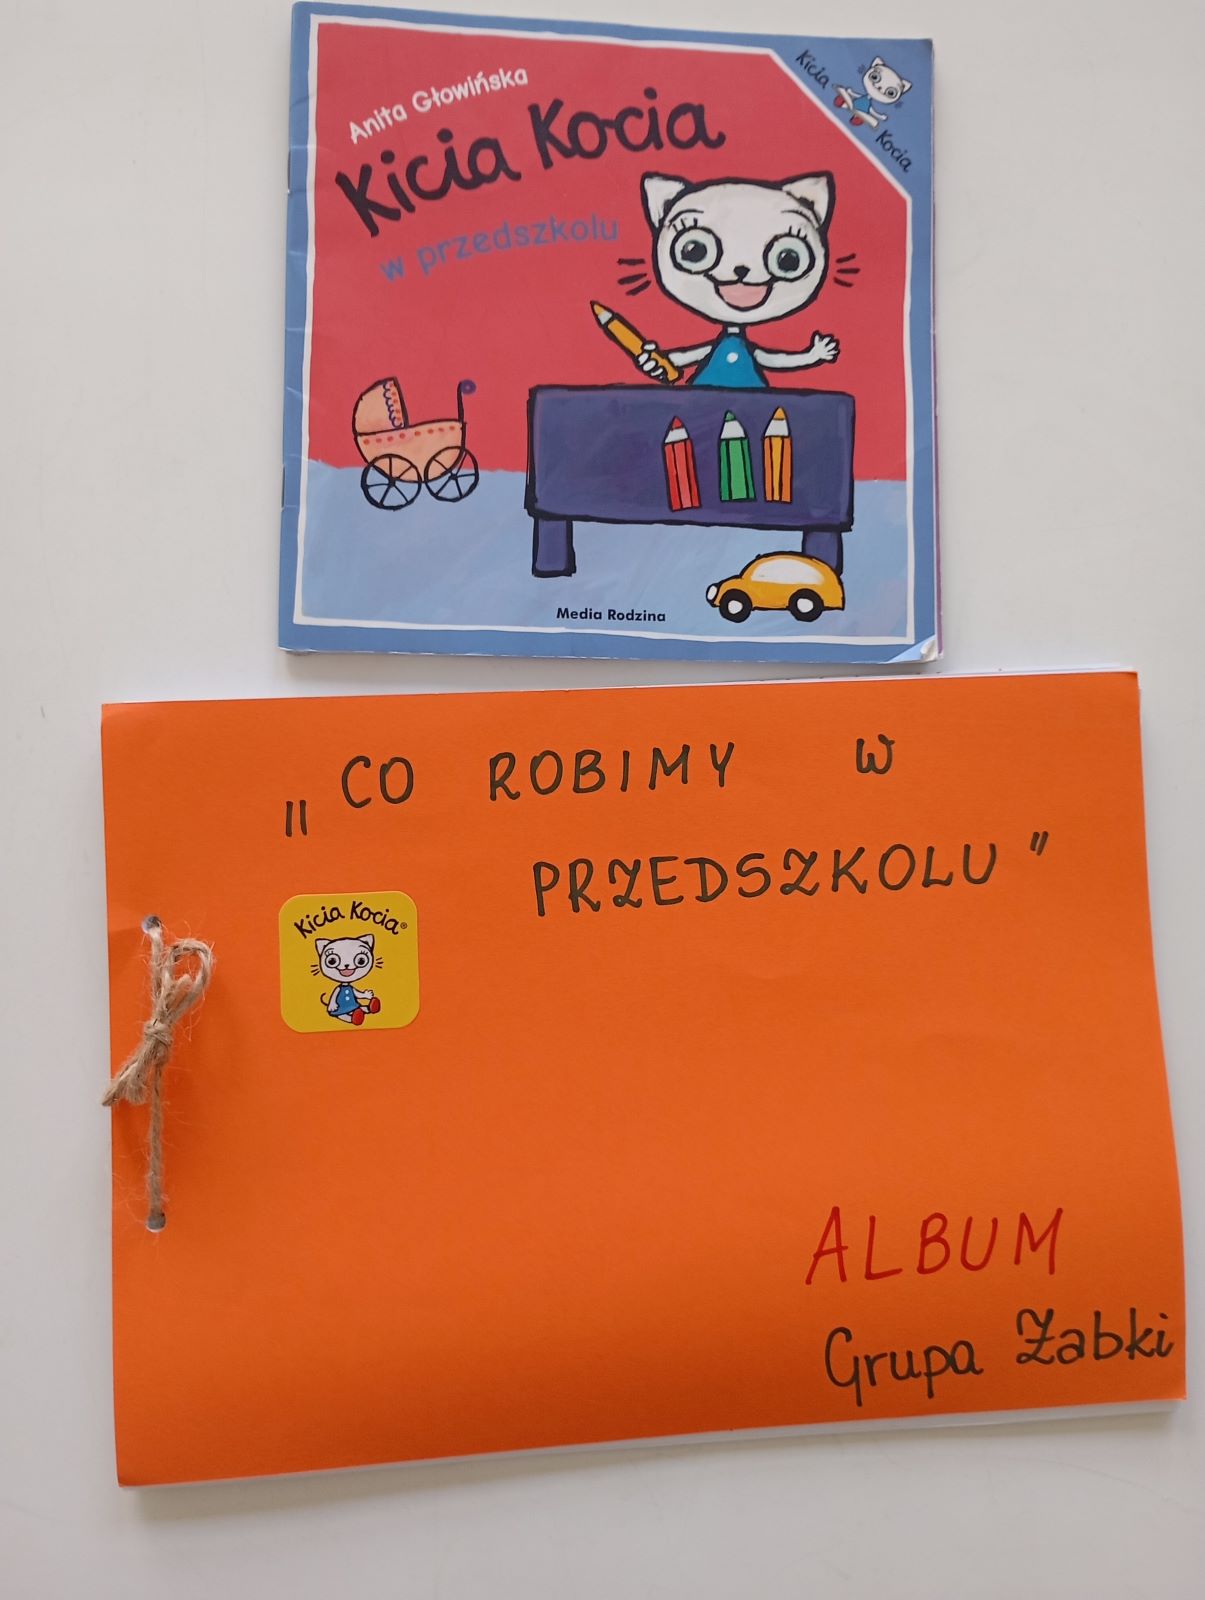 Anita Głowińska
Kicia Kocia
w przedszkolu
Kicia
Kocia
Media Rodzina
„CO ROBIMY W
PRZEDSZKOLU”
Kicia Kocia®
ALBUM
Grupa Żabki